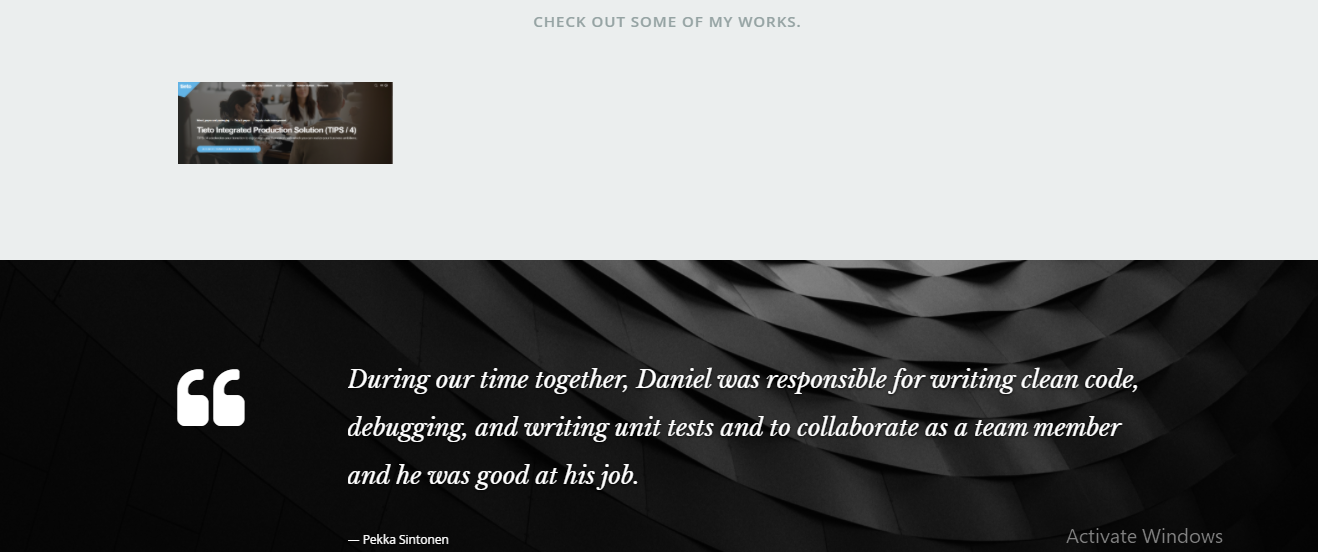 CHECK OUT SOME OF MY WORKS.
tieto
Tieto Integrated Production Solution (TIPS / 4)
During our time together, Daniel was responsible for writing clean code,
debugging, and writing unit tests and to collaborate as a team member
and he was good at his job.
— Pekka Sintonen
Activate Windows